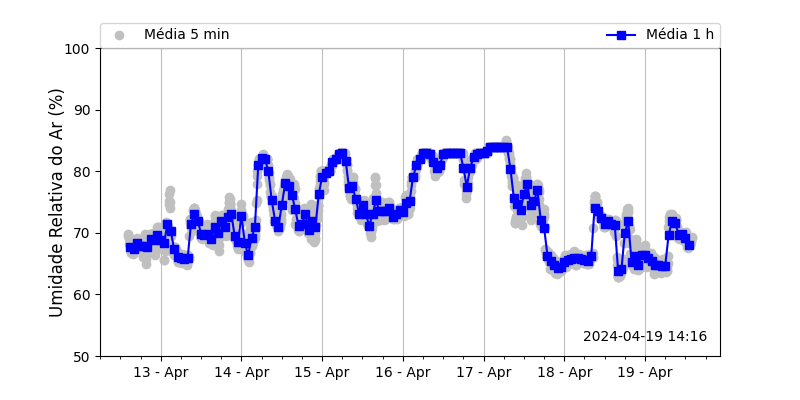 Média 5 min Média 1 h
Umidade Relativa do Ar (%)
100
90
80
70
60
50
2024-04-19 14:16
13 - Apr 14 - Apr 15 - Apr 16 - Apr 17 - Apr 18 - Apr 19 - Apr